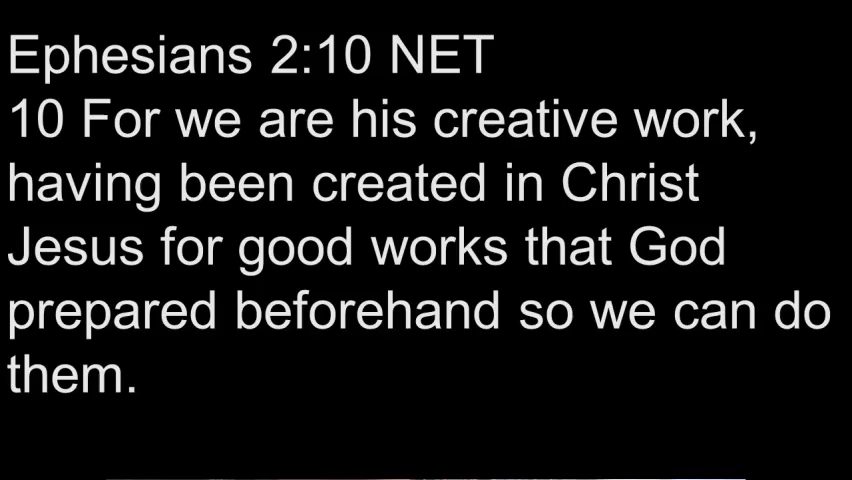 Ephesians 2:10 NET
10 For we are his creative work,
having been created in Christ
Jesus for good works that God
prepared beforehand so we can do
them.